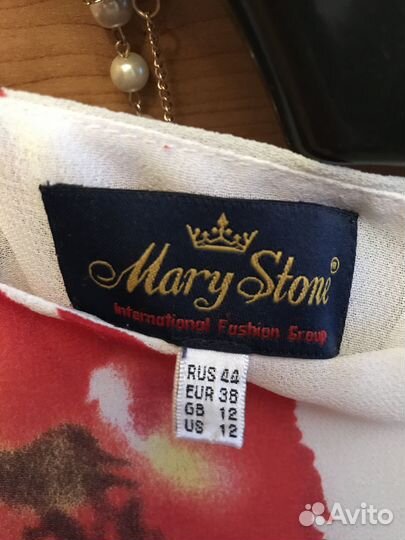 Mary Stone®
International Fashion Group
RUS 44
EUR 38
GB 12
US 12
Avito